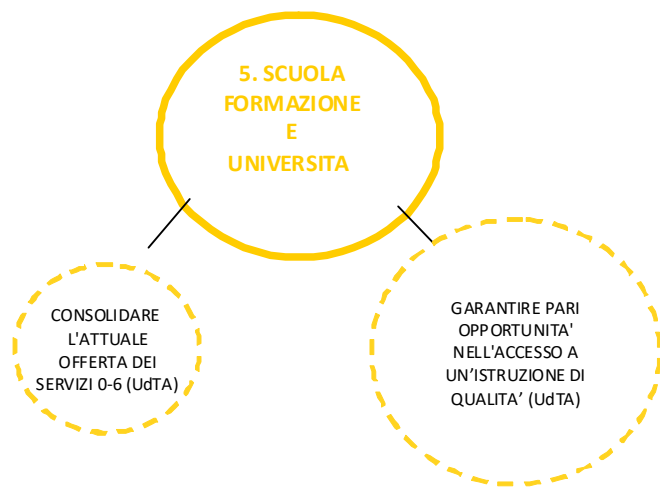 5. SCUOLA
FORMAZIONE
E
UNIVERSITA
CONSOLIDARE
L'ATTUALE
OFFERTA DEI
SERVIZI 0-6 (UdTA)
GARANTIRE PARI
OPPORTUNITA'
NELL'ACCESSO A
UN’ISTRUZIONE DI
QUALITA’ (UdTA)